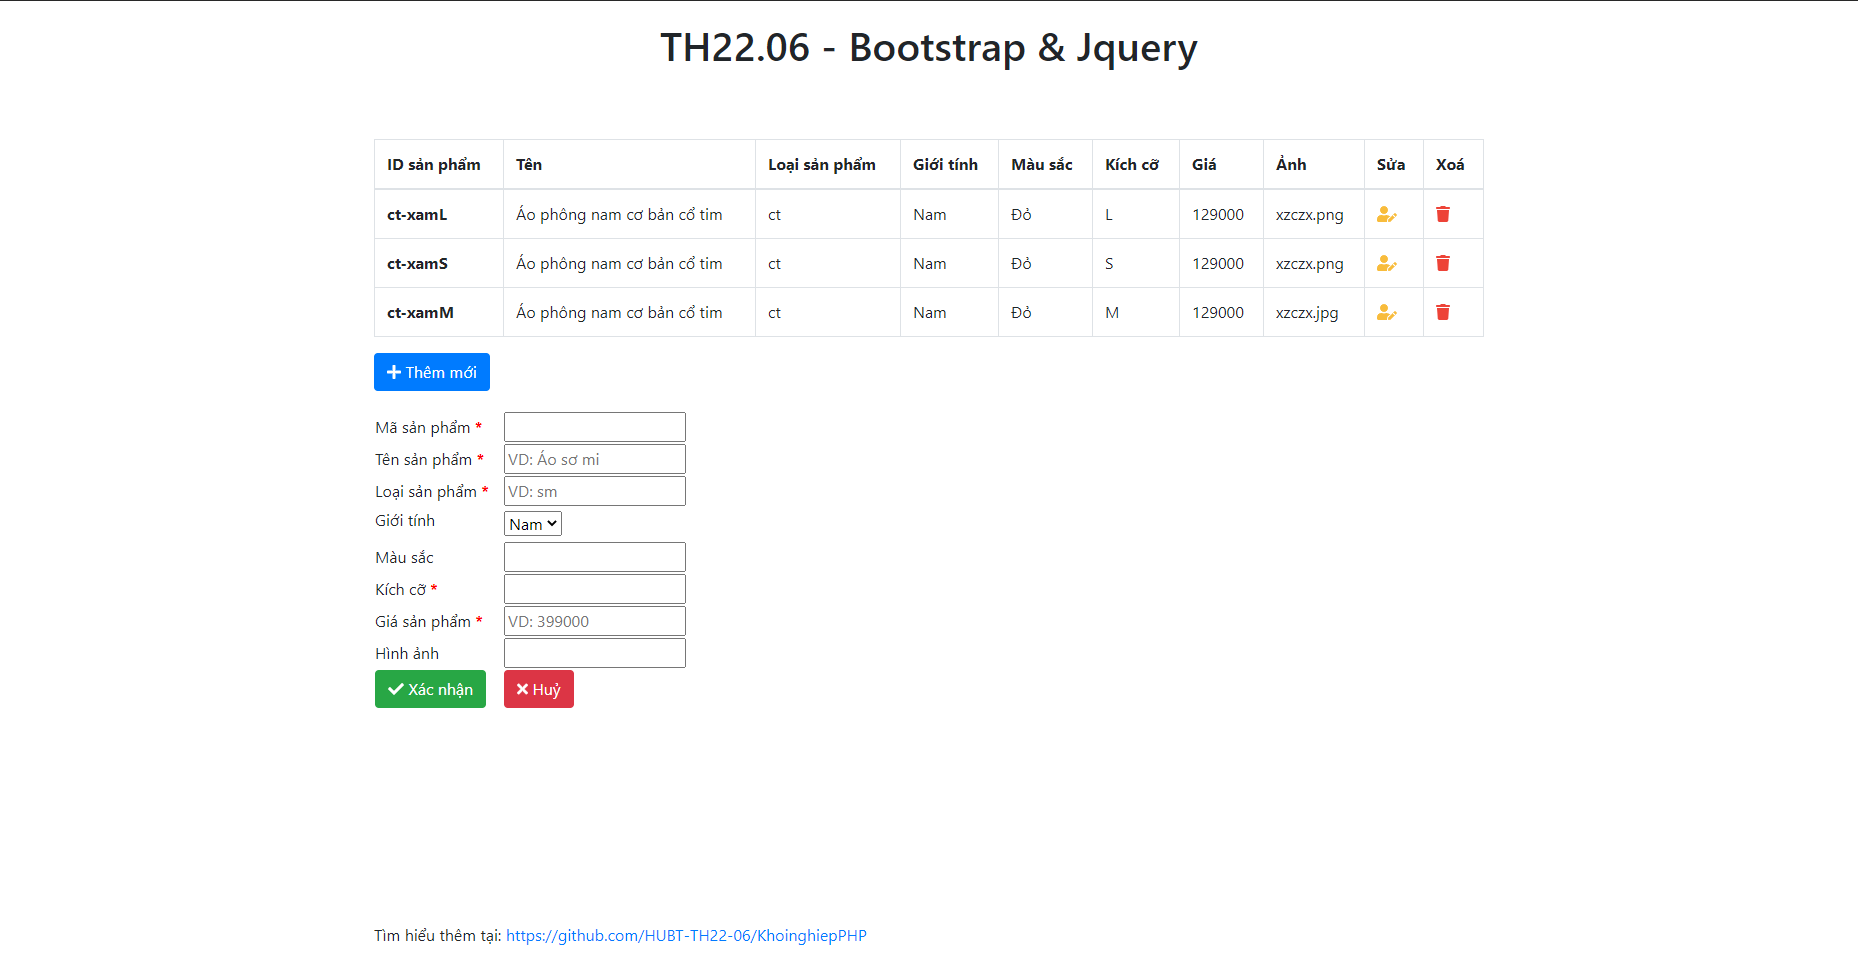 TH22.06 - Bootstrap & Jquery
ID sản phẩm Tên Loại sản phẩm Giới tính Màu sắc Kích cỡ Giá Ảnh Sửa Xoá
ct-xamL Áo phông nam cơ bản cổ tim ct Nam Đỏ L 129000 xzczx.png
ct-xamS Áo phông nam cơ bản cổ tim ct Nam Đỏ S 129000 xzczx.png
ct-xamM Áo phông nam cơ bản cổ tim ct Nam Đỏ M 129000 xzczx.jpg
Thêm mới
Mã sản phẩm *
Tên sản phẩm * VD: Áo sơ mi
Loại sản phẩm * VD: sm
Giới tính Nam
Màu sắc
Kích cỡ *
Giá sản phẩm * VD: 399000
Hình ảnh
Xác nhận Huỷ
Tìm hiểu thêm tại: https://github.com/HUBT-TH22-06/KhoinghiepPHP